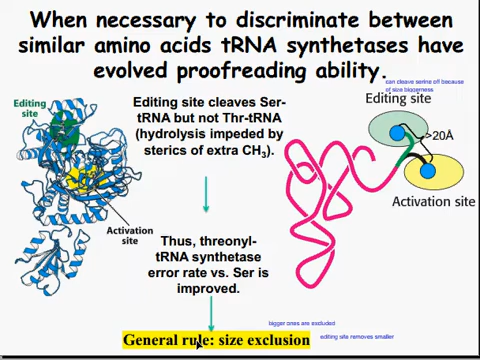 When necessary to discriminate between
similar amino acids tRNA synthetases have
evolved proofreading ability.
can cleave serine off because
of size biggerness
Editing
site
Editing site cleaves Ser-
tRNA but not Thr-tRNA
(hydrolysis impeded by
sterics of extra CH3).
Editing site
>20Å
Activation site
Activation
site
Thus, threonyl-
tRNA synthetase
error rate vs. Ser is
improved.
bigger ones are excluded
General rule: size exclusion
editing site removes smaller